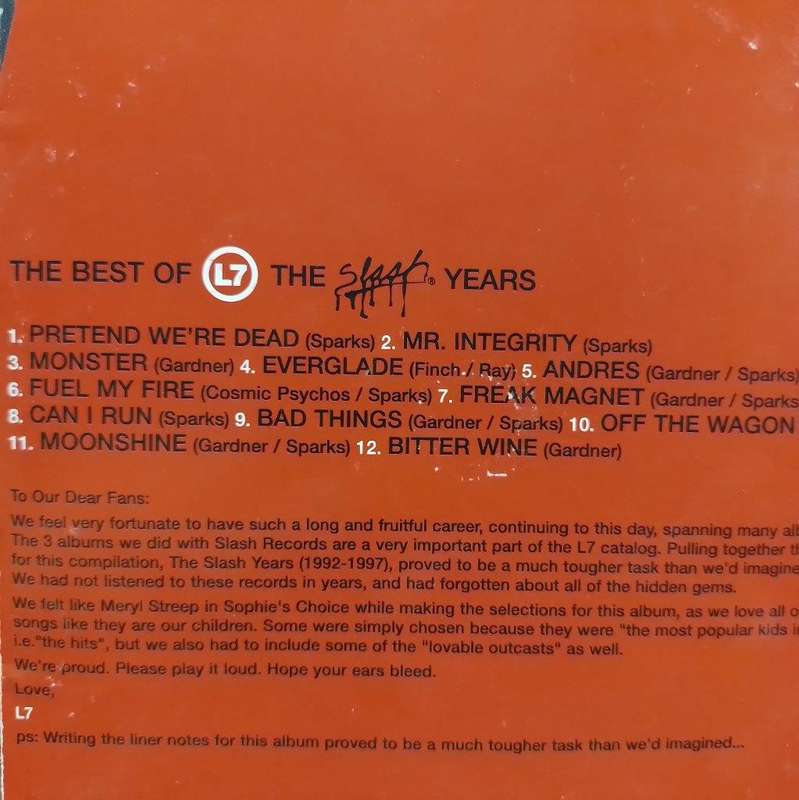 THE BEST OF L7 THE Slash® YEARS
1. PRETEND WE'RE DEAD (Sparks) 2. MR. INTEGRITY (Sparks)
3. MONSTER (Gardner) 4. EVERGLADE (Finch / Ray) 5. ANDRES (Gardner / Sparks)
6. FUEL MY FIRE (Cosmic Psychos / Sparks) 7. FREAK MAGNET (Gardner / Sparks
8. CAN I RUN (Sparks) 9. BAD THINGS (Gardner / Sparks) 10. OFF THE WAGON
11. MOONSHINE (Gardner / Sparks) 12. BITTER WINE (Gardner)
To Our Dear Fans:
We feel very fortunate to have such a long and fruitful career, continuing to this day, spanning many
The 3 albums we did with Slash Records are a very important part of the L7 catalog. Pulling together
for this compilation, The Slash Years (1992-1997), proved to be a much tougher task than we'd imagine
We had not listened to these records in years, and had forgotten about all of the hidden gems.
We felt like Meryl Streep in Sophie's Choice while making the selections for this album, as we love all
songs like they are our children. Some were simply chosen because they were "the most popular kids
i.e."the hits", but we also had to include some of the "lovable outcasts" as well.
We're proud. Please play it loud. Hope your ears bleed.
Love,
L7
ps: Writing the liner notes for this album proved to be a much tougher task than we'd imagined...